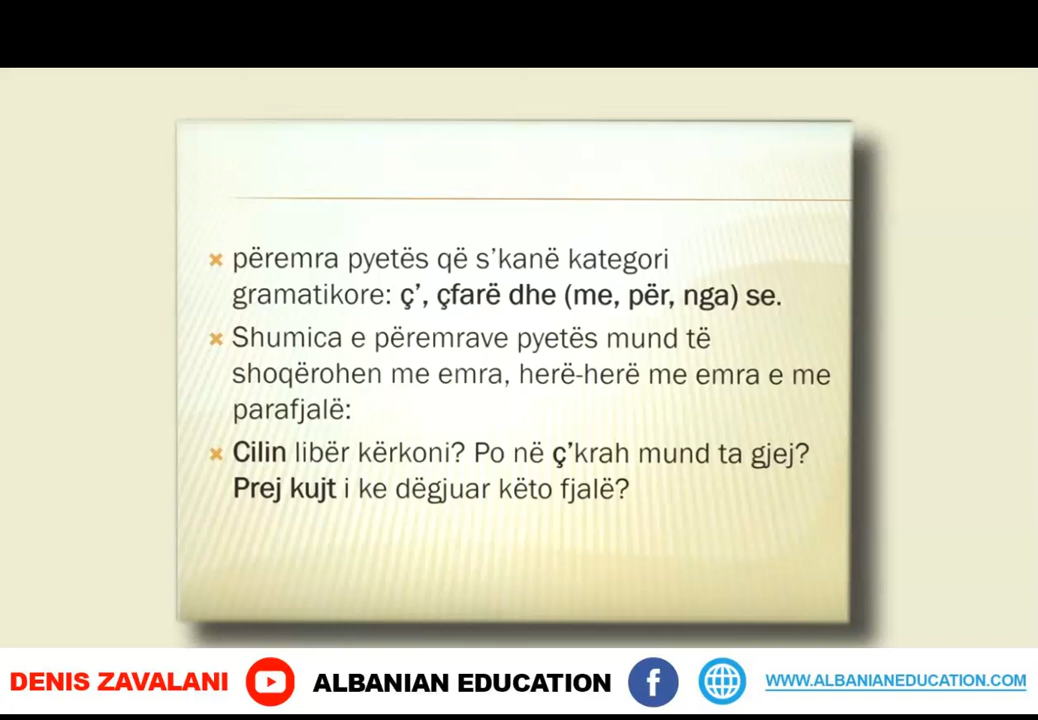 përemra pyetës që s’kanë kategori
gramatikore: ç’, çfarë dhe (me, për, nga) se.
Shumica e përemrave pyetës mund të
shoqërohen me emra, herë-herë me emra e me
parafjalë:
Cilin libër kërkoni? Po në ç’krah mund ta gjej?
Prej kujt i ke dëgjuar këto fjalë?
DENIS ZAVALANI ALBANIAN EDUCATION WWW.ALBANIANEDUCATION.COM